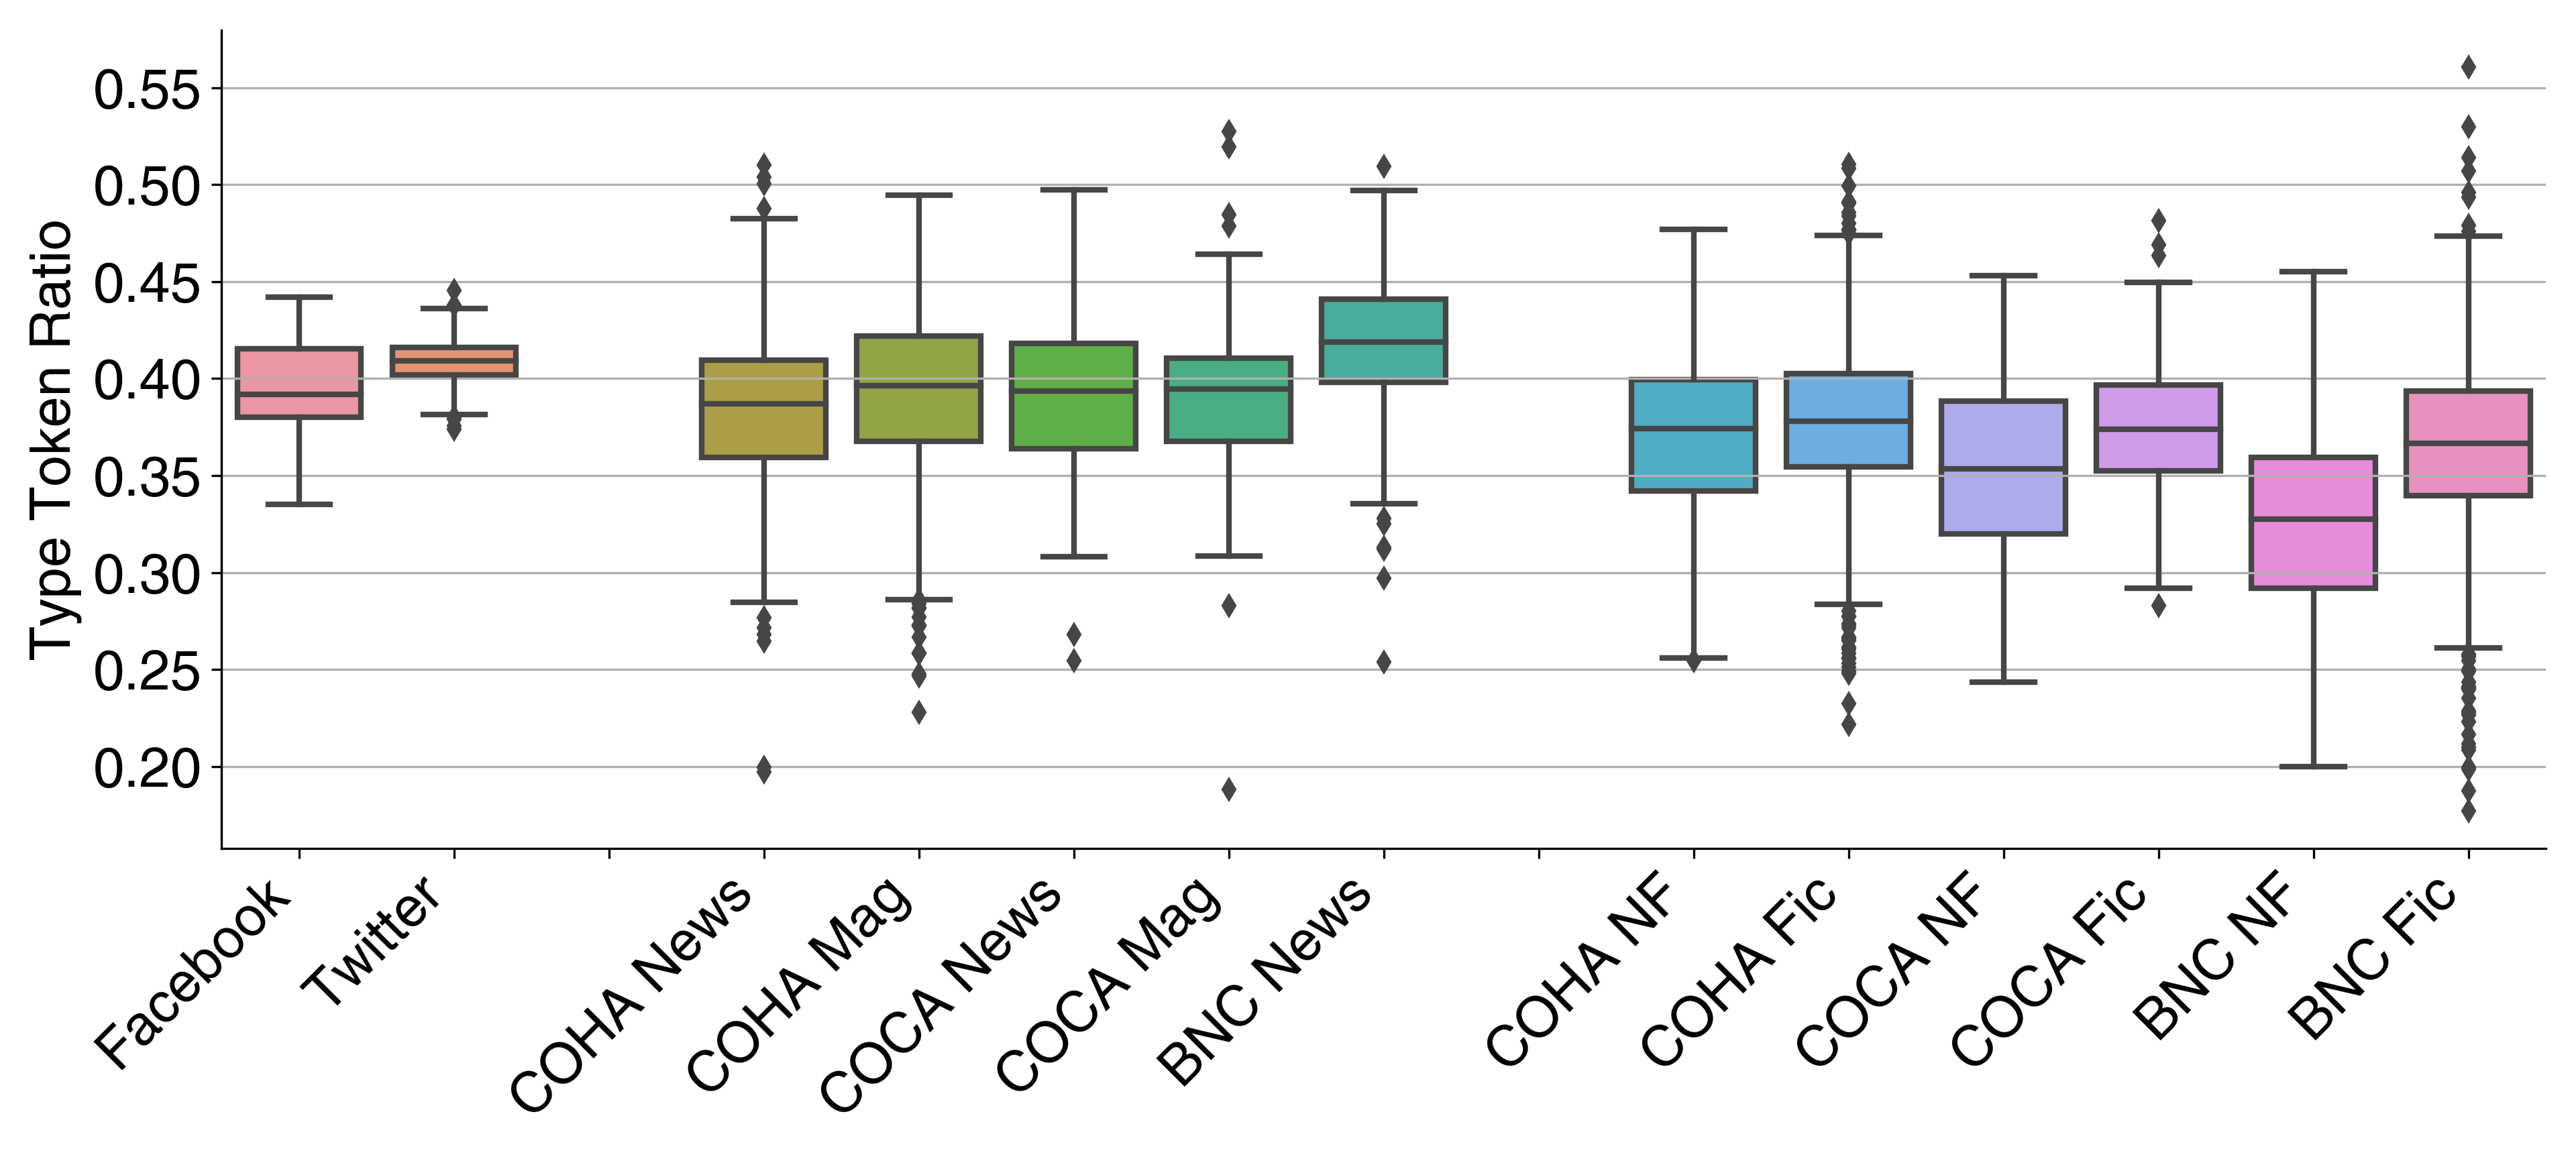 Type Token Ratio
0.55
0.50
0.45
0.40
0.35
0.30
0.25
0.20
Facebook
Twitter
COHA News
COHA Mag
COCA News
COCA Mag
BNC News
COHA NF
COHA Fic
COCA NF
COCA Fic
BNC NF
BNC Fic